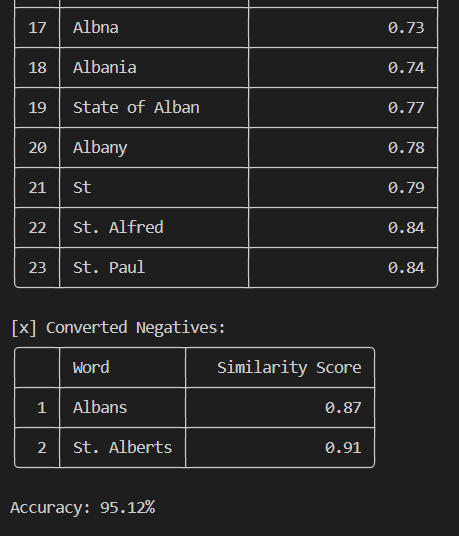 17 Albna 0.73
18 Albania 0.74
19 State of Alban 0.77
20 Albany 0.78
21 St 0.79
22 St. Alfred 0.84
23 St. Paul 0.84
[x] Converted Negatives:
Word Similarity Score
1 Albans 0.87
2 St. Alberts 0.91
Accuracy: 95.12%